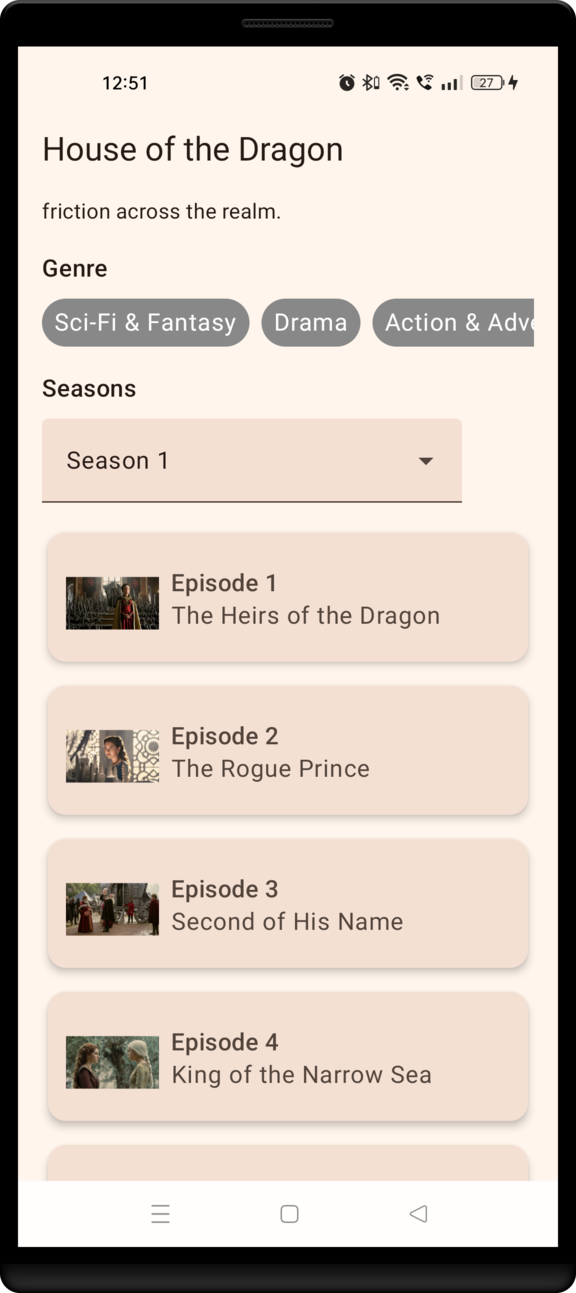 12:51
27
House of the Dragon
friction across the realm.
Genre
Sci-Fi & Fantasy Drama Action & Adve
Seasons
Season 1
Episode 1
The Heirs of the Dragon
Episode 2
The Rogue Prince
Episode 3
Second of His Name
Episode 4
King of the Narrow Sea